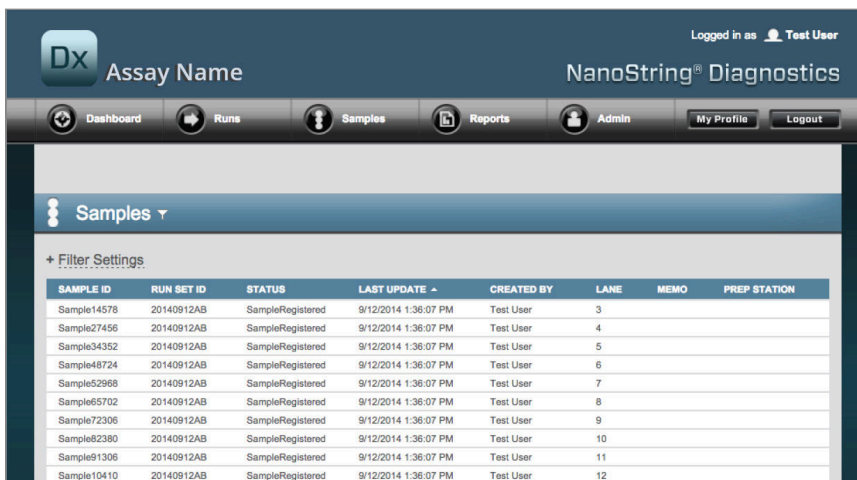 Logged in as Test User
Dx Assay Name
NanoString® Diagnostics
Dashboard Runs Samples Reports Admin My Profile Logout
Samples
+ Filter Settings
SAMPLE ID RUN SET ID STATUS LAST UPDATE CREATED BY LANE MEMO PREP STATION
Sample14578 20140912AB SampleRegistered 9/12/2014 1:36:07 PM Test User 3
Sample27456 20140912AB SampleRegistered 9/12/2014 1:36:07 PM Test User 4
Sample34352 20140912AB SampleRegistered 9/12/2014 1:36:07 PM Test User 5
Sample48724 20140912AB SampleRegistered 9/12/2014 1:36:07 PM Test User 6
Sample52968 20140912AB SampleRegistered 9/12/2014 1:36:07 PM Test User 7
Sample65702 20140912AB SampleRegistered 9/12/2014 1:36:07 PM Test User 8
Sample72306 20140912AB SampleRegistered 9/12/2014 1:36:07 PM Test User 9
Sample82380 20140912AB SampleRegistered 9/12/2014 1:36:07 PM Test User 10
Sample91306 20140912AB SampleRegistered 9/12/2014 1:36:07 PM Test User 11
Sample10410 20140912AB SampleRegistered 9/12/2014 1:36:07 PM Test User 12